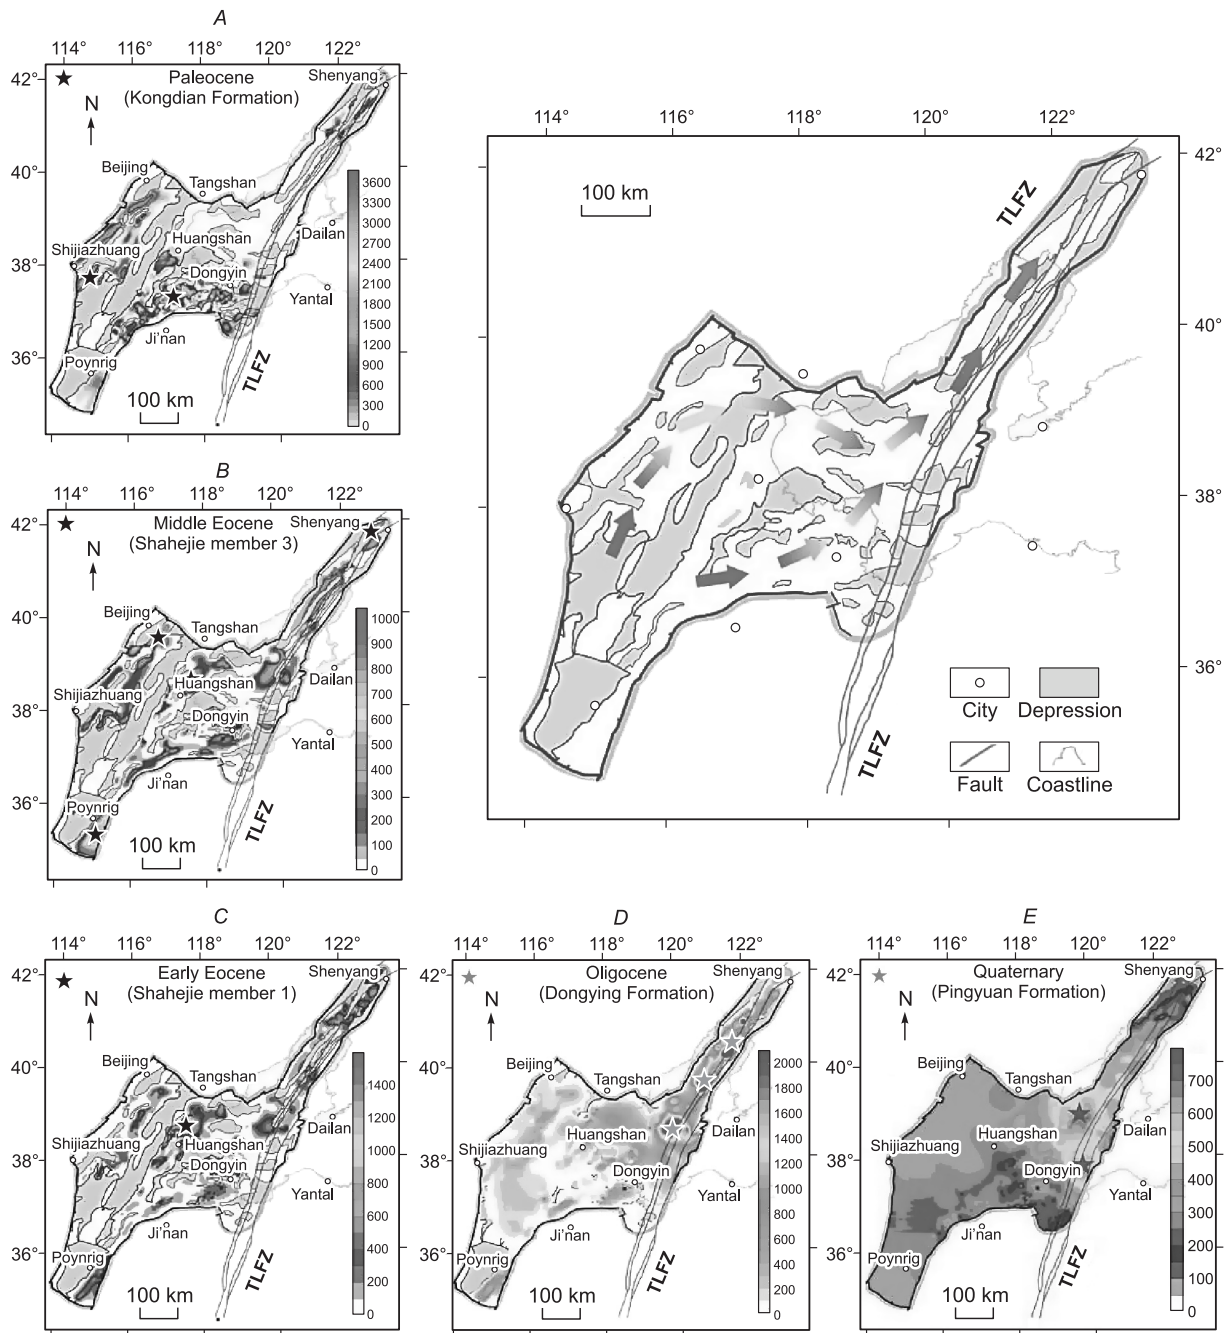 A
114° 116° 118° 120° 122°
42°
40°
38°
36°
Paleocene
(Kongdian Formation)
Shenyang
N
Beijing
Tangshan
Huangshan
Dailan
Shijiazhuang
Dongyin
Yantal
Ji'nan
Poynrig
TLFZ
100 km
3600
3300
3000
2700
2400
2100
1800
1500
1200
900
600
300
0
B
114° 116° 118° 120° 122°
42°
40°
38°
36°
Middle Eocene
(Shahejie member 3)
Shenyang
N
Beijing
Tangshan
Huangshan
Dailan
Shijiazhuang
Dongyin
Yantal
Ji'nan
Poynrig
TLFZ
100 km
1000
900
800
700
600
500
400
300
200
100
0
114° 116° 118° 120° 122°
42°
40°
38°
36°
100 km
TLFZ
TLFZ
City Depression
Fault Coastline
C
114° 116° 118° 120° 122°
42°
40°
38°
36°
Early Eocene
(Shahejie member 1)
Shenyang
N
Beijing
Tangshan
Dailan
Shijiazhuang
Huangshan
Dongyin
Yantal
Ji'nan
Poynrig
TLFZ
100 km
1400
1200
1000
800
600
400
200
0
D
114° 116° 118° 120° 122°
42°
40°
38°
36°
Oligocene
(Dongying Formation)
Shenyang
N
Beijing
Tangshan
Huangshan
Dailan
Shijiazhuang
Dongyin
Yantal
Ji'nan
Poynrig
TLFZ
100 km
2000
1800
1600
1400
1200
1000
800
600
400
200
0
E
114° 116° 118° 120° 122°
42°
40°
38°
36°
Quaternary
(Pingyuan Formation)
Shenyang
N
Beijing
Tangshan
Huangshan
Dailan
Shijiazhuang
Dongyin
Yantal
Ji'nan
Poynrig
TLFZ
100 km
700
600
500
400
300
200
100
0